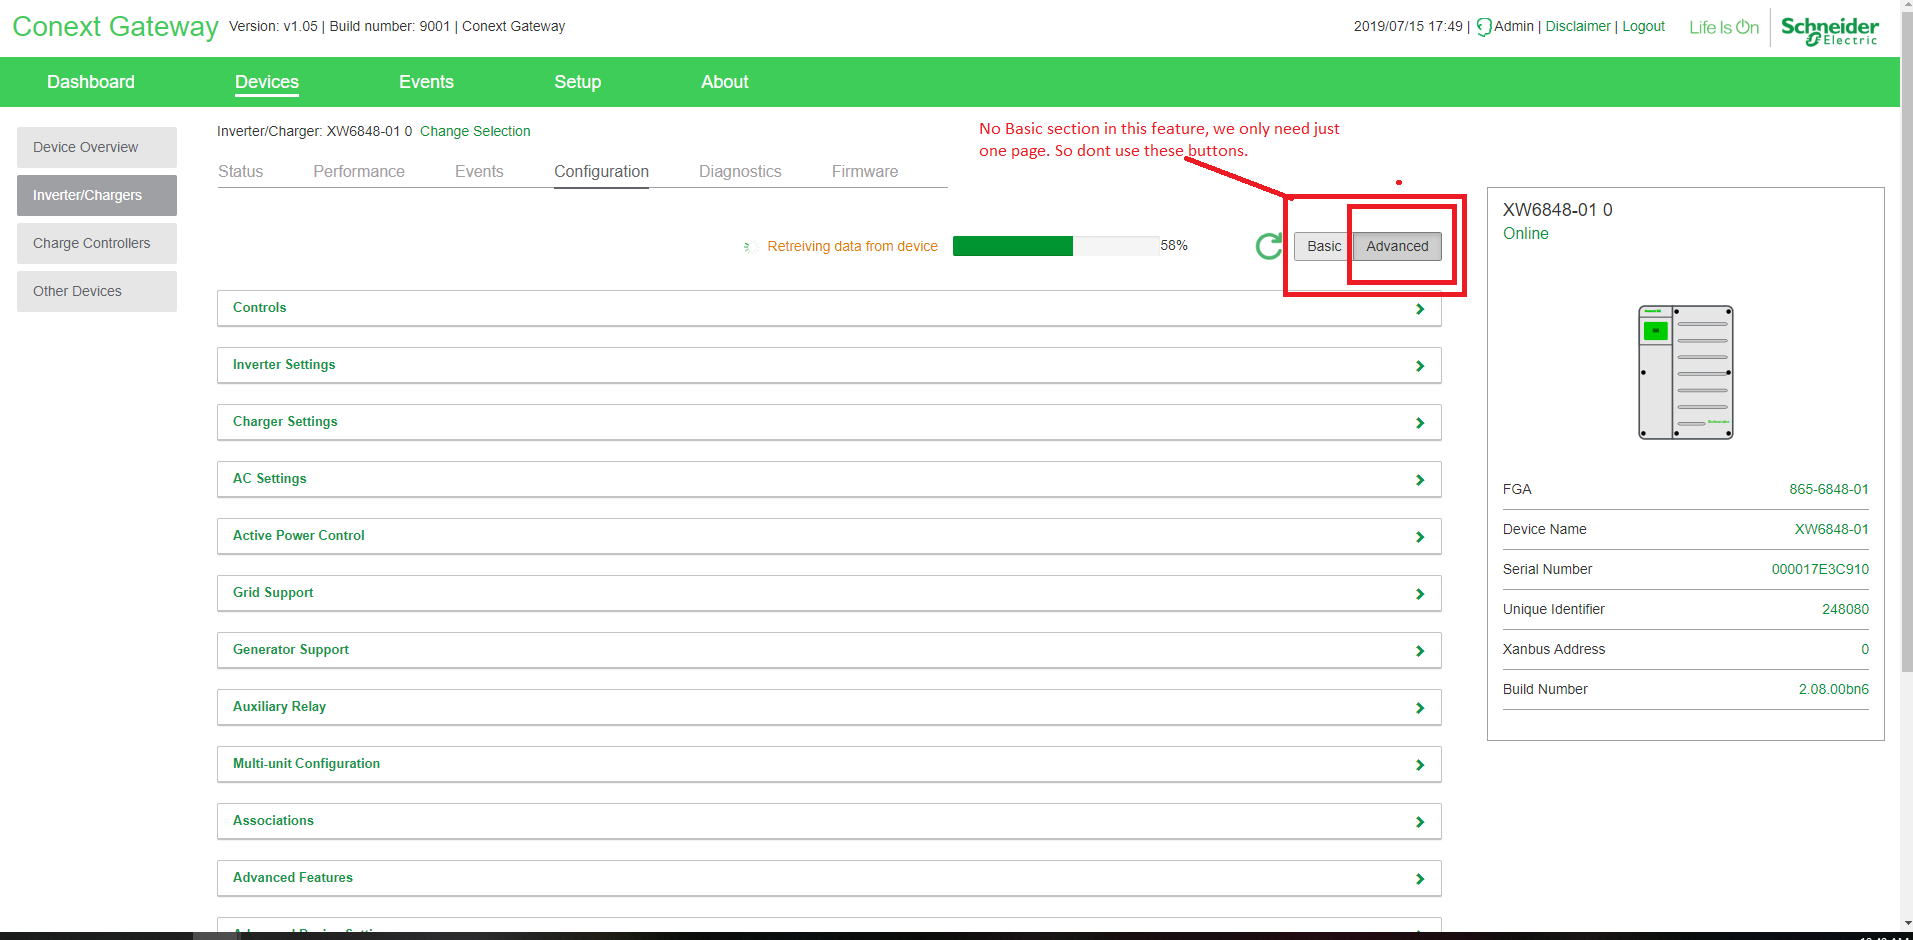 Conext Gateway Version: v1.05 | Build number: 9001 | Conext Gateway
2019/07/15 17:49 | Admin | Disclaimer | Logout
Life Is On
Schneider
Electric
Dashboard Devices Events Setup About
Device Overview
Inverter/Chargers
Charge Controllers
Other Devices
Inverter/Charger: XW6848-01 0 Change Selection
No Basic section in this feature, we only need just
one page. So dont use these buttons.
Status Performance Events Configuration Diagnostics Firmware
Retreiving data from device 58%
Basic Advanced
Controls
Inverter Settings
Charger Settings
AC Settings
Active Power Control
Grid Support
Generator Support
Auxiliary Relay
Multi-unit Configuration
Associations
Advanced Features
XW6848-01 0
Online
FGA 865-6848-01
Device Name XW6848-01
Serial Number 000017E3C910
Unique Identifier 248080
Xanbus Address 0
Build Number 2.08.00bn6